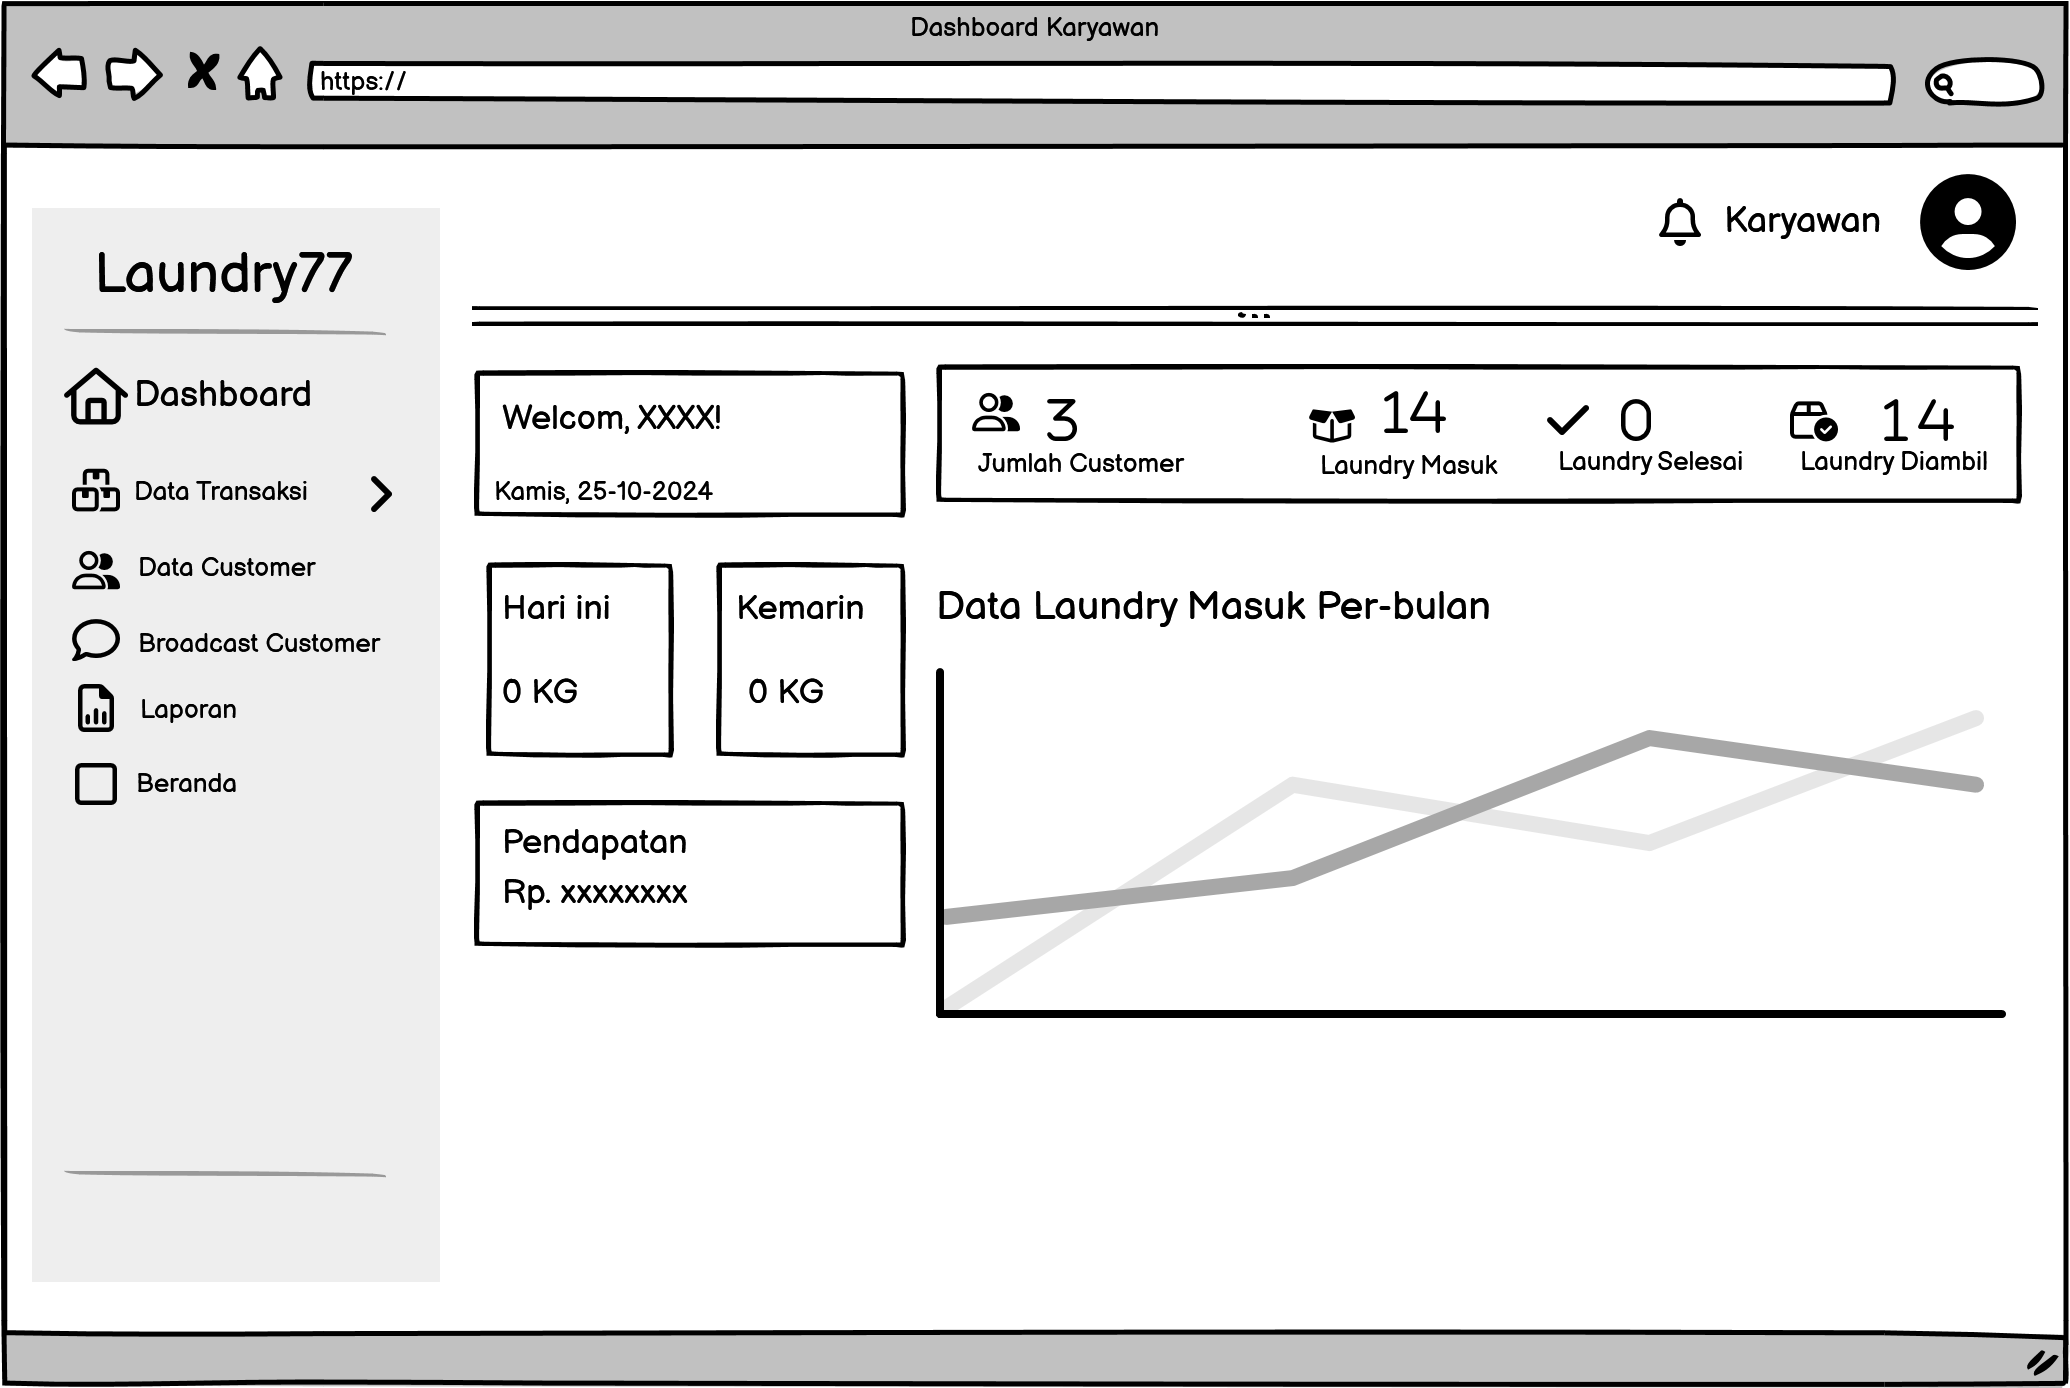 Dashboard Karyawan
https://
Karyawan
Laundry77
Dashboard
Data Transaksi
Data Customer
Broadcast Customer
Laporan
Beranda
Welcom, XXXX!
Kamis, 25-10-2024
3
Jumlah Customer
14
Laundry Masuk
0
Laundry Selesai
14
Laundry Diambil
Hari ini
0 KG
Kemarin
0 KG
Pendapatan
Rp. xxxxxxxx
Data Laundry Masuk Per-bulan